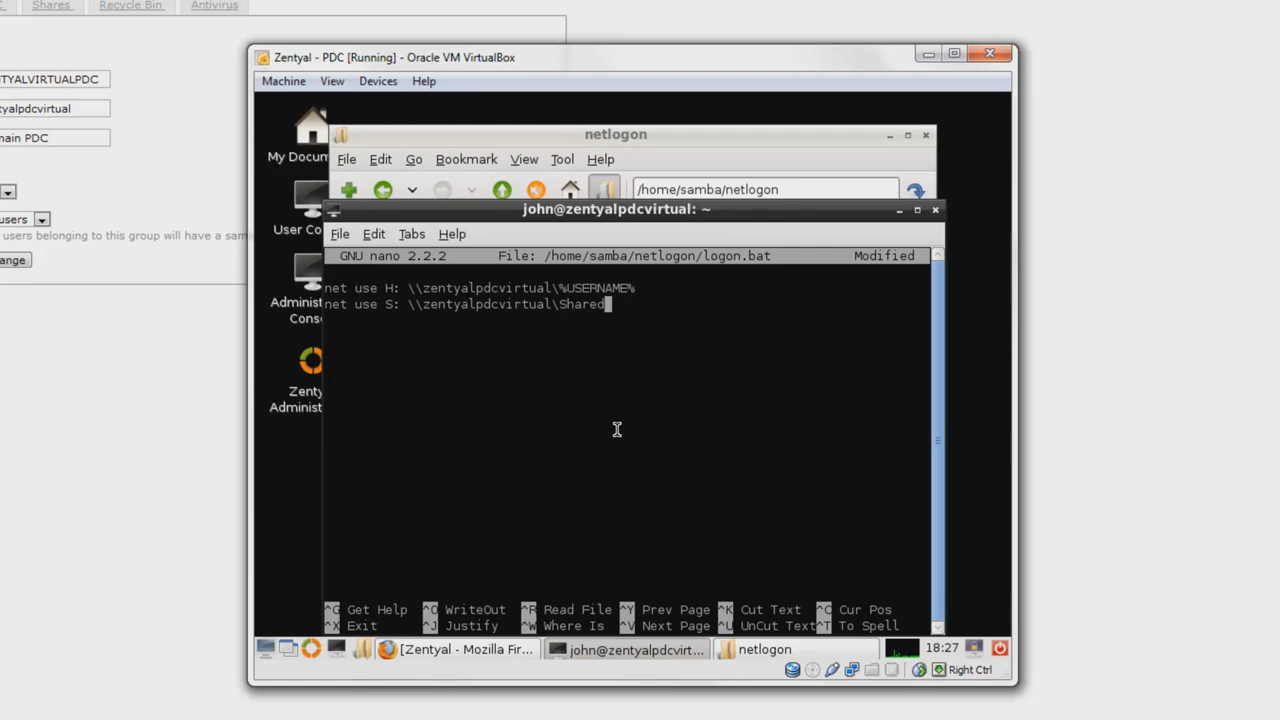 Shares
Recycle Bin
Antivirus
Zentyal - PDC [Running] - Oracle VM VirtualBox
Machine View Devices Help
NTYALVIRTUALPDC
tyalpdcvirtual
main PDC
users
users belonging to this group will have a sam
ange
My Docum
User Co
Administ
Cons
Zenty
Administ
netlogon
File Edit Go Bookmark View Tool Help
/home/samba/netlogon
john@zentyalpdcvirtual: ~
File Edit Tabs Help
GNU nano 2.2.2 File: /home/samba/netlogon/logon.bat Modified
net use H: \\zentyalpdcvirtual\%USERNAME%
net use S: \\zentyalpdcvirtual\Shared
^G Get Help ^O WriteOut ^R Read File ^Y Prev Page ^K Cut Text ^C Cur Pos
^X Exit ^J Justify ^W Where Is ^V Next Page ^U UnCut Text ^T To Spell
[Zentyal - Mozilla Fir... john@zentyalpdcvirt... netlogon 18:27
Right Ctrl